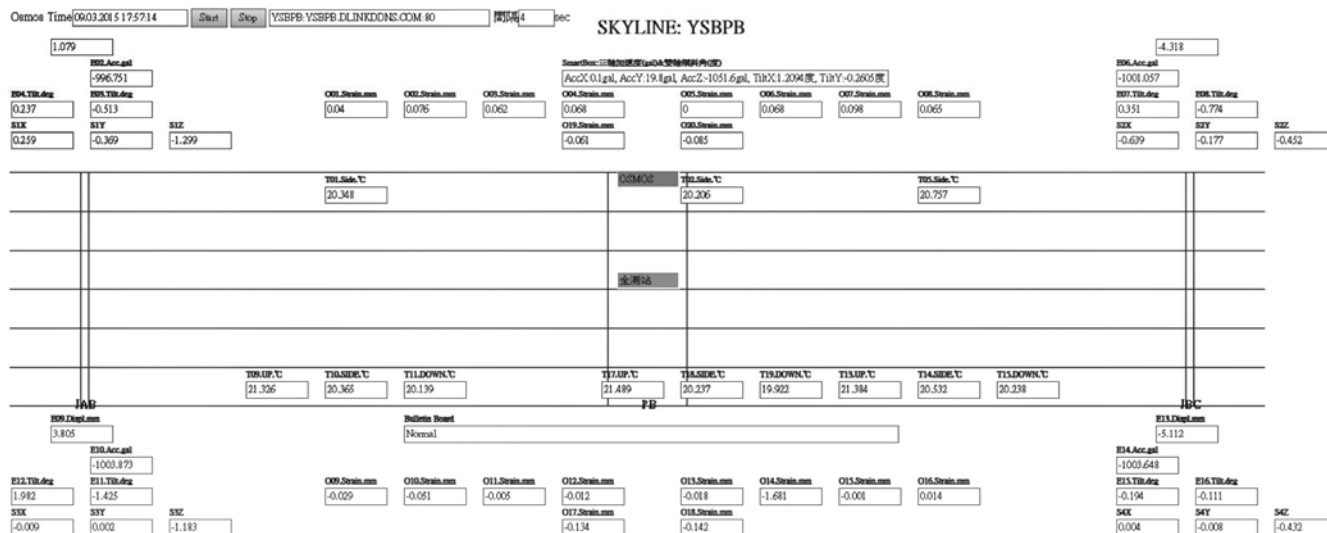 Osmos Time 09.03.2015 17:57:14 Start Stop YSBPB:YSBPB.DLINKDDNS.COM:80 間隔4 sec
SKYLINE: YSBPB
1.079 -4.318
E02.Acc.gal SmartBox:三軸加速度(gal)&雙軸傾斜角(度) E06.Acc.gal
-996.751 AccX:0.1gal, AccY:19.8gal, AccZ:-1051.6gal, TiltX:1.2094度, TiltY:-0.2605度 -1001.057
E04.Tilt.deg E03.Tilt.deg O01.Strain.mm O02.Strain.mm O03.Strain.mm O04.Strain.mm O05.Strain.mm O06.Strain.mm O07.Strain.mm O08.Strain.mm E07.Tilt.deg E08.Tilt.deg
0.237 -0.513 0.04 0.076 0.062 0.068 0 0.068 0.098 0.065 0.351 -0.774
S1X S1Y S1Z O19.Strain.mm O20.Strain.mm S2X S2Y S2Z
0.259 -0.369 -1.299 -0.061 -0.085 -0.639 -0.177 -0.452
T01.Side.℃ OSMOS T02.Side.℃ T05.Side.℃
20.348 20.206 20.757
全測站
T09.UP.℃ T10.SIDE.℃ T11.DOWN.℃ T17.UP.℃ T18.SIDE.℃ T19.DOWN.℃ T13.UP.℃ T14.SIDE.℃ T15.DOWN.℃
21.326 20.365 20.139 21.489 20.237 19.922 21.384 20.532 20.238
JAB PB JBC
E09.Displ.mm Bulletin Board E13.Displ.mm
3.805 Normal -5.112
E10.Acc.gal E14.Acc.gal
-1003.873 -1003.648
E12.Tilt.deg E11.Tilt.deg O09.Strain.mm O10.Strain.mm O11.Strain.mm O12.Strain.mm O13.Strain.mm O14.Strain.mm O15.Strain.mm O16.Strain.mm E15.Tilt.deg E16.Tilt.deg
1.982 -1.425 -0.029 -0.051 -0.005 -0.012 -0.018 -1.681 -0.001 0.014 -0.194 -0.111
S3X S3Y S3Z O17.Strain.mm O18.Strain.mm S4X S4Y S4Z
-0.009 0.002 -1.183 -0.134 -0.142 0.004 -0.008 -0.432